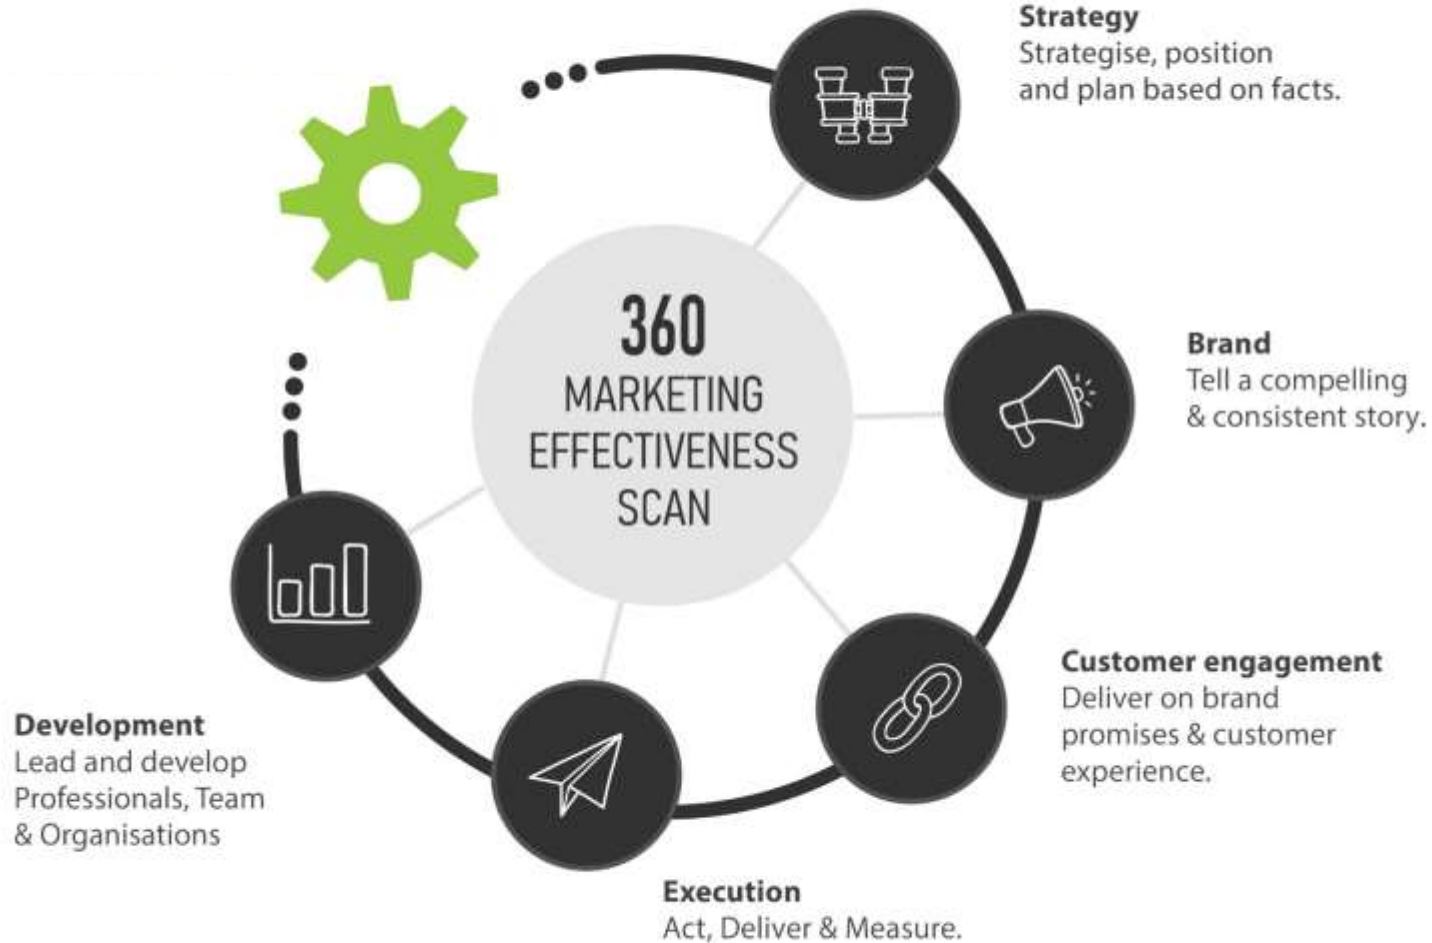 Strategy
Strategise, position
and plan based on facts.
360
MARKETING
EFFECTIVENESS
SCAN
Brand
Tell a compelling
& consistent story.
Customer engagement
Deliver on brand
promises & customer
experience.
Development
Lead and develop
Professionals, Team
& Organisations
Execution
Act, Deliver & Measure.